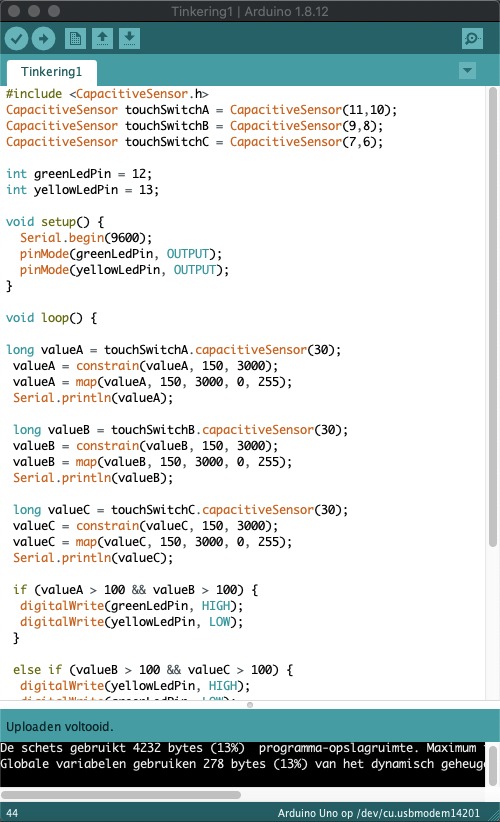 Tinkering1 | Arduino 1.8.12
Tinkering1
#include <CapacitiveSensor.h>
CapacitiveSensor touchSwitchA = CapacitiveSensor(11,10);
CapacitiveSensor touchSwitchB = CapacitiveSensor(9,8);
CapacitiveSensor touchSwitchC = CapacitiveSensor(7,6);
int greenLedPin = 12;
int yellowLedPin = 13;
void setup() {
Serial.begin(9600);
pinMode(greenLedPin, OUTPUT);
pinMode(yellowLedPin, OUTPUT);
}
void loop() {
long valueA = touchSwitchA.capacitiveSensor(30);
valueA = constrain(valueA, 150, 3000);
valueA = map(valueA, 150, 3000, 0, 255);
Serial.println(valueA);
long valueB = touchSwitchB.capacitiveSensor(30);
valueB = constrain(valueB, 150, 3000);
valueB = map(valueB, 150, 3000, 0, 255);
Serial.println(valueB);
long valueC = touchSwitchC.capacitiveSensor(30);
valueC = constrain(valueC, 150, 3000);
valueC = map(valueC, 150, 3000, 0, 255);
Serial.println(valueC);
if (valueA > 100 && valueB > 100) {
digitalWrite(greenLedPin, HIGH);
digitalWrite(yellowLedPin, LOW);
}
else if (valueB > 100 && valueC > 100) {
digitalWrite(yellowLedPin, HIGH);
digitalWrite(greenLedPin, LOW);
Uploaden voltooid.
De schets gebruikt 4232 bytes (13%) programma-opslagruimte. Maximum
Globale variabelen gebruiken 278 bytes (13%) van het dynamisch geheuge
44
Arduino Uno op /dev/cu.usbmodem14201